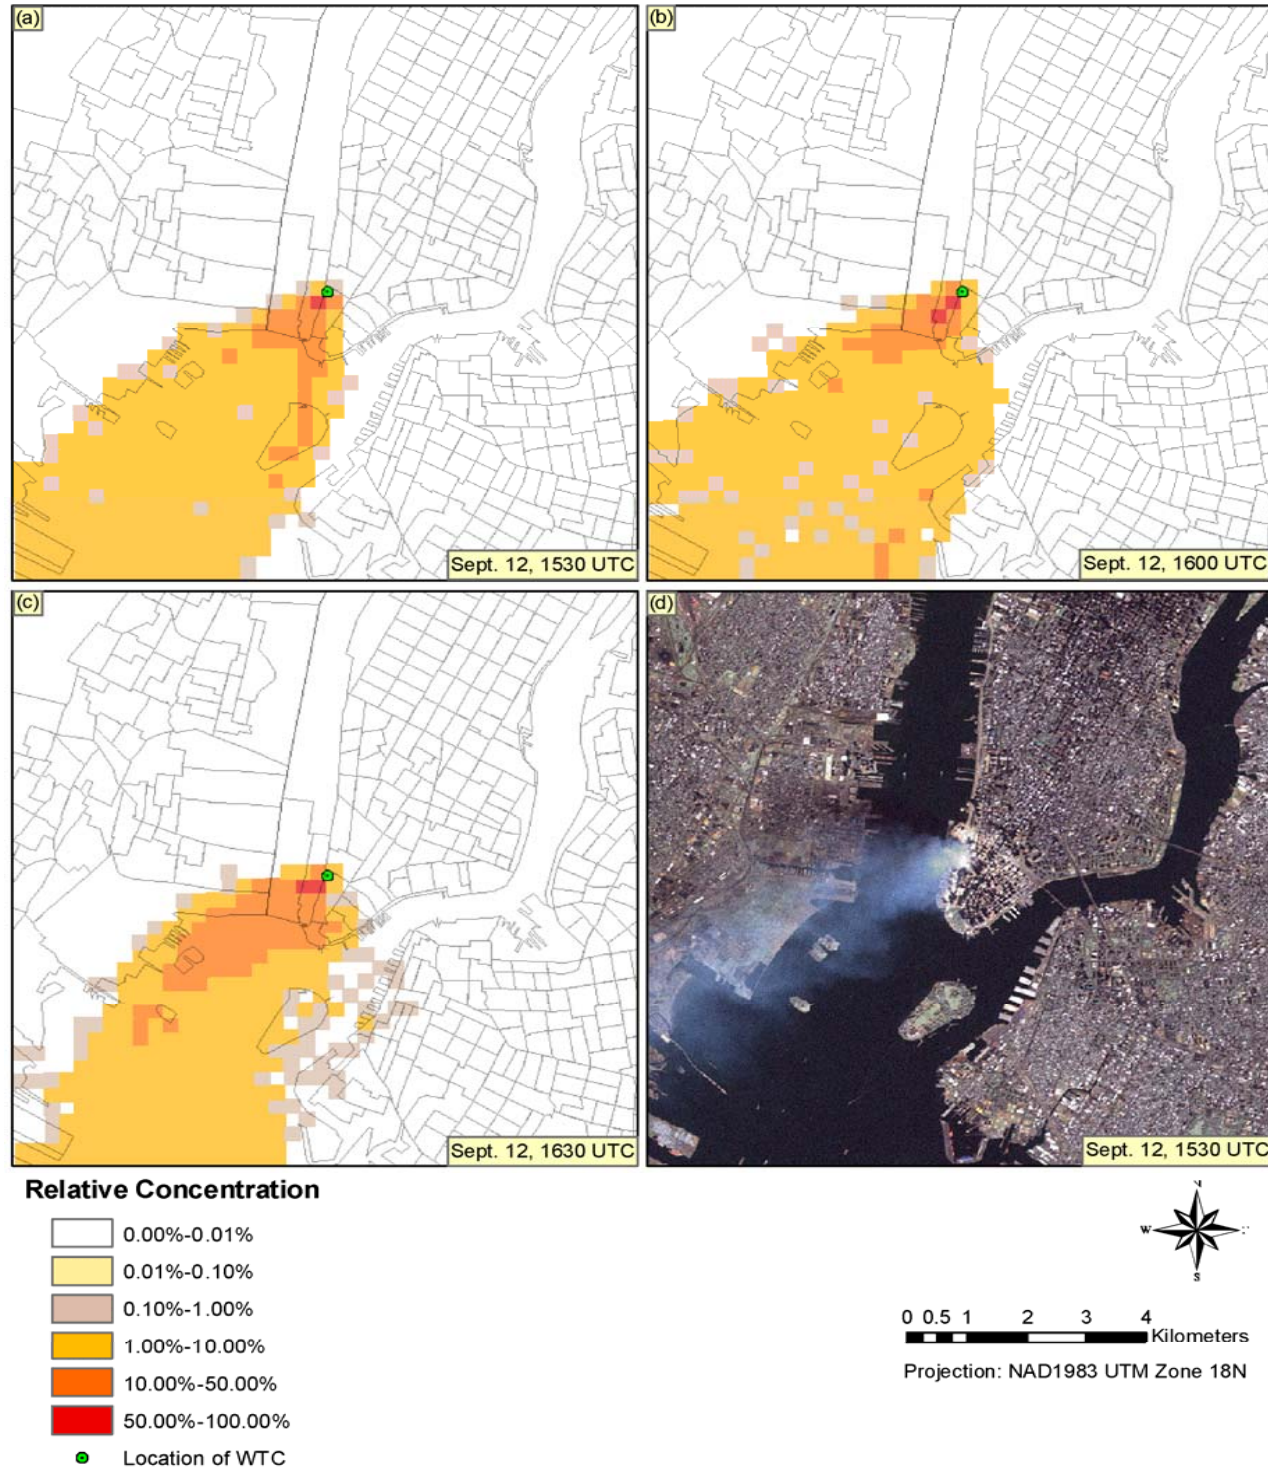 (a)
(b)
Sept. 12, 1530 UTC
Sept. 12, 1600 UTC
(c)
(d)
Sept. 12, 1630 UTC
Sept. 12, 1530 UTC
Relative Concentration
0.00%-0.01%
0.01%-0.10%
0.10%-1.00%
1.00%-10.00%
10.00%-50.00%
50.00%-100.00%
Location of WTC
W
S
0 0.5 1 2 3 4
Kilometers
Projection: NAD1983 UTM Zone 18N